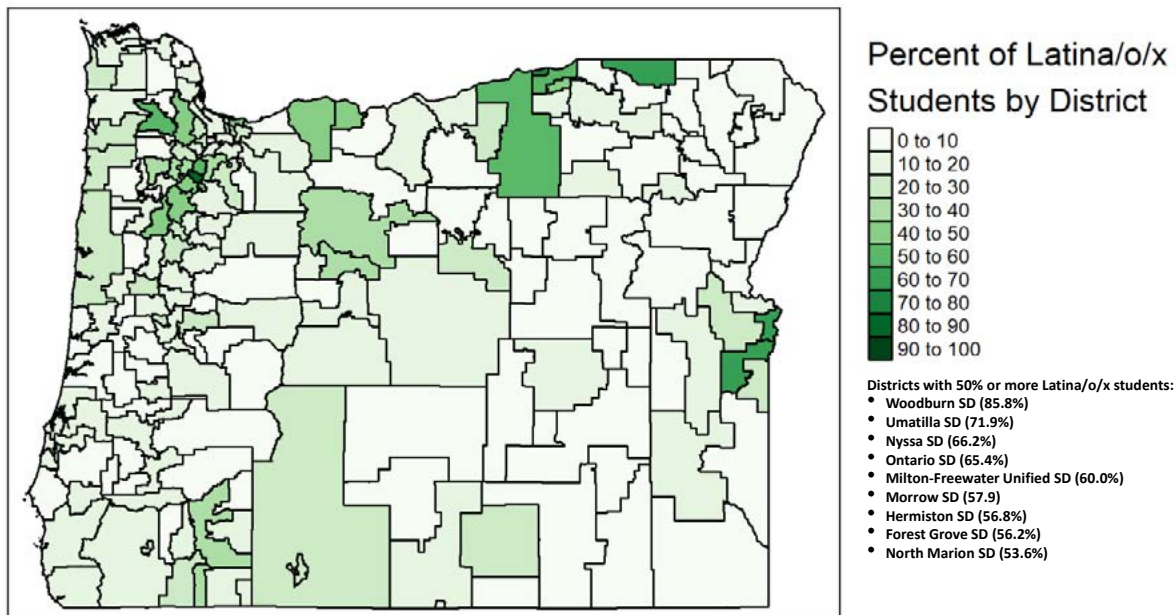 Percent of Latina/o/x
Students by District
0 to 10
10 to 20
20 to 30
30 to 40
40 to 50
50 to 60
60 to 70
70 to 80
80 to 90
90 to 100
Districts with 50% or more Latina/o/x students:
• Woodburn SD (85.8%)
• Umatilla SD (71.9%)
• Nyssa SD (66.2%)
• Ontario SD (65.4%)
• Milton-Freewater Unified SD (60.0%)
• Morrow SD (57.9)
• Hermiston SD (56.8%)
• Forest Grove SD (56.2%)
• North Marion SD (53.6%)